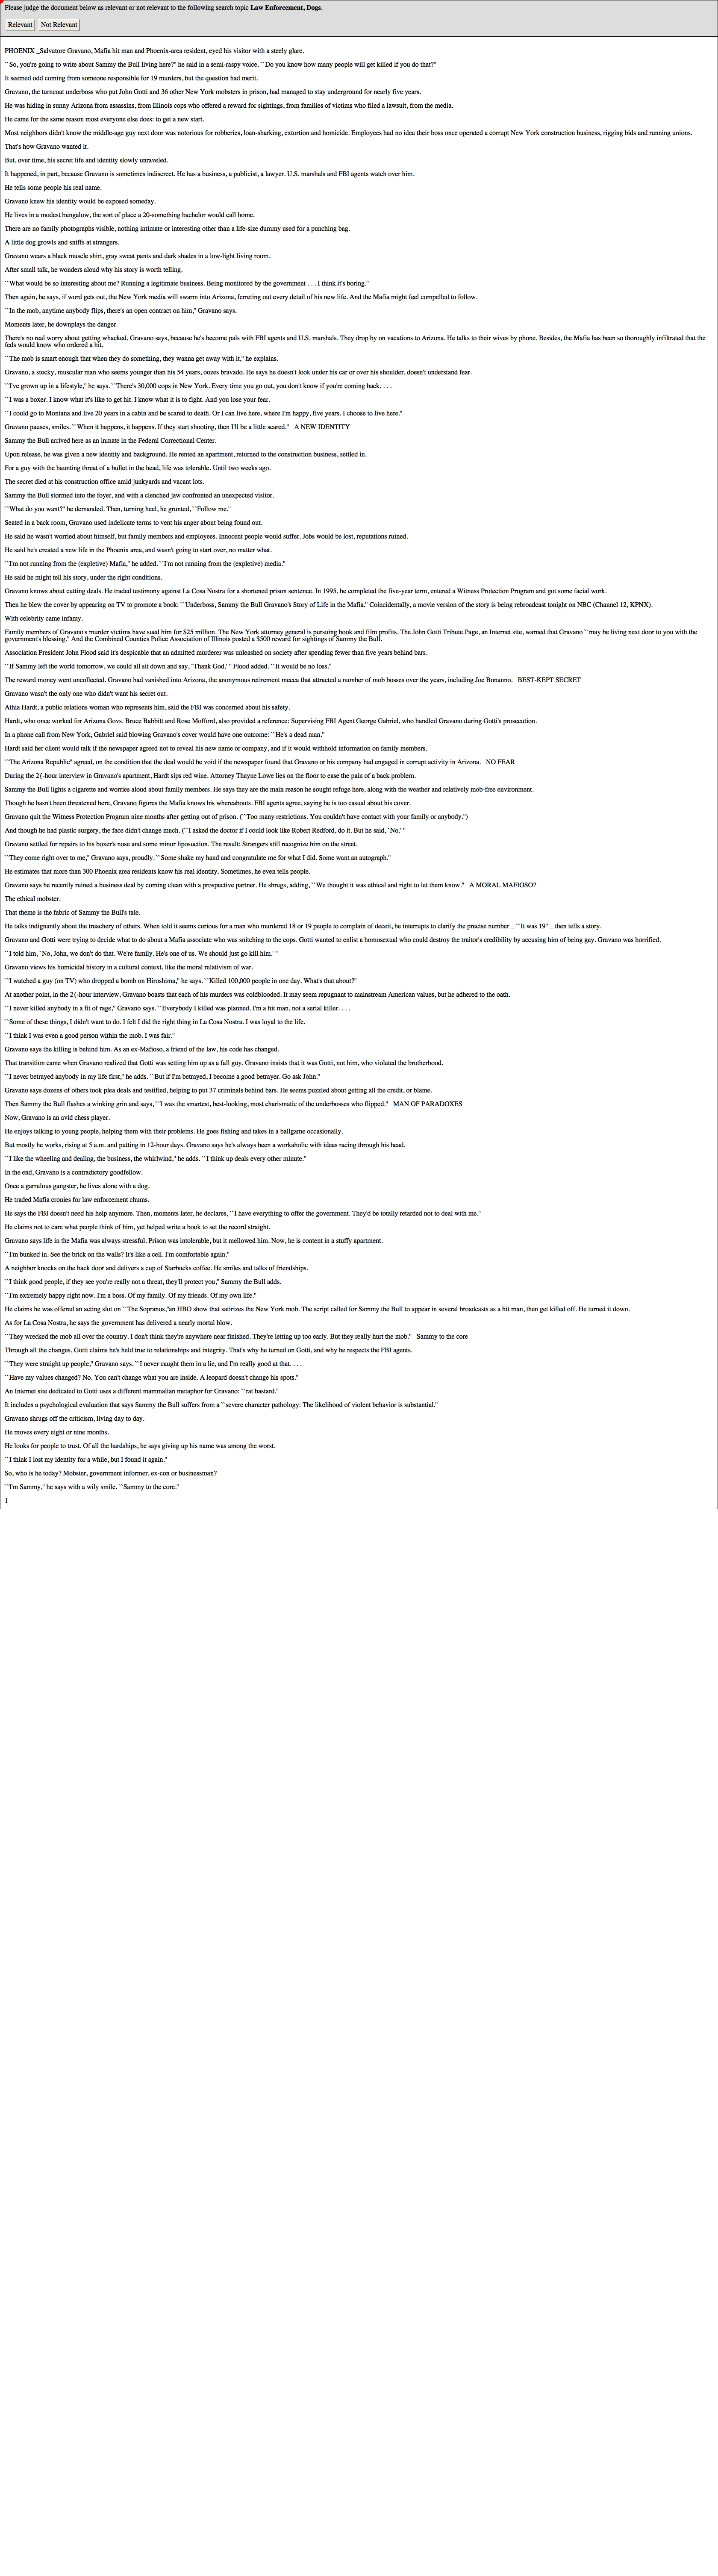 Please judge the document below as relevant or not relevant to the following search topic Law Enforcement, Dogs.
Relevant Not Relevant
PHOENIX _Salvatore Gravano, Mafia hit man and Phoenix-area resident, eyed his visitor with a steely glare.
``So, you're going to write about Sammy the Bull living here?'' he said in a semi-raspy voice. ``Do you know how many people will get killed if you do that?''
It seemed odd coming from someone responsible for 19 murders, but the question had merit.
Gravano, the turncoat underboss who put John Gotti and 36 other New York mobsters in prison, had managed to stay underground for nearly five years.
He was hiding in sunny Arizona from assassins, from Illinois cops who offered a reward for sightings, from families of victims who filed a lawsuit, from the media.
He came for the same reason most everyone else does: to get a new start.
Most neighbors didn't know the middle-age guy next door was notorious for robberies, loan-sharking, extortion and homicide. Employees had no idea their boss once operated a corrupt New York construction business, rigging bids and running unions.
That's how Gravano wanted it.
But, over time, his secret life and identity slowly unraveled.
It happened, in part, because Gravano is sometimes indiscreet. He has a business, a publicist, a lawyer. U.S. marshals and FBI agents watch over him.
He tells some people his real name.
Gravano knew his identity would be exposed someday.
He lives in a modest bungalow, the sort of place a 20-something bachelor would call home.
There are no family photographs visible, nothing intimate or interesting other than a life-size dummy used for a punching bag.
A little dog growls and sniffs at strangers.
Gravano wears a black muscle shirt, gray sweat pants and dark shades in a low-light living room.
After small talk, he wonders aloud why his story is worth telling.
``What would be so interesting about me? Running a legitimate business. Being monitored by the government . . . I think it's boring.''
Then again, he says, if word gets out, the New York media will swarm into Arizona, ferreting out every detail of his new life. And the Mafia might feel compelled to follow.
``In the mob, anytime anybody flips, there's an open contract on him,'' Gravano says.
Moments later, he downplays the danger.
There's no real worry about getting whacked, Gravano says, because he's become pals with FBI agents and U.S. marshals. They drop by on vacations to Arizona. He talks to their wives by phone. Besides, the Mafia has been so thoroughly infiltrated that the
feds would know who ordered a hit.
``The mob is smart enough that when they do something, they wanna get away with it,'' he explains.
Gravano, a stocky, muscular man who seems younger than his 54 years, oozes bravado. He says he doesn't look under his car or over his shoulder, doesn't understand fear.
``I've grown up in a lifestyle,'' he says. ``There's 30,000 cops in New York. Every time you go out, you don't know if you're coming back. . . .
``I was a boxer. I know what it's like to get hit. I know what it is to fight. And you lose your fear.
``I could go to Montana and live 20 years in a cabin and be scared to death. Or I can live here, where I'm happy, five years. I choose to live here.''
Gravano pauses, smiles. ``When it happens, it happens. If they start shooting, then I'll be a little scared.'' A NEW IDENTITY
Sammy the Bull arrived here as an inmate in the Federal Correctional Center.
Upon release, he was given a new identity and background. He rented an apartment, returned to the construction business, settled in.
For a guy with the haunting threat of a bullet in the head, life was tolerable. Until two weeks ago.
The secret died at his construction office amid junkyards and vacant lots.
Sammy the Bull stormed into the foyer, and with a clenched jaw confronted an unexpected visitor.
``What do you want?'' he demanded. Then, turning heel, he grunted, ``Follow me.''
Seated in a back room, Gravano used indelicate terms to vent his anger about being found out.
He said he wasn't worried about himself, but family members and employees. Innocent people would suffer. Jobs would be lost, reputations ruined.
He said he's created a new life in the Phoenix area, and wasn't going to start over, no matter what.
``I'm not running from the (expletive) Mafia,'' he added. ``I'm not running from the (expletive) media.''
He said he might tell his story, under the right conditions.
Gravano knows about cutting deals. He traded testimony against La Cosa Nostra for a shortened prison sentence. In 1995, he completed the five-year term, entered a Witness Protection Program and got some facial work.
Then he blew the cover by appearing on TV to promote a book: ``Underboss, Sammy the Bull Gravano's Story of Life in the Mafia.'' Coincidentally, a movie version of the story is being rebroadcast tonight on NBC (Channel 12, KPNX).
With celebrity came infamy.
Family members of Gravano's murder victims have sued him for $25 million. The New York attorney general is pursuing book and film profits. The John Gotti Tribute Page, an Internet site, warned that Gravano ``may be living next door to you with the
government's blessing.'' And the Combined Counties Police Association of Illinois posted a $500 reward for sightings of Sammy the Bull.
Association President John Flood said it's despicable that an admitted murderer was unleashed on society after spending fewer than five years behind bars.
``If Sammy left the world tomorrow, we could all sit down and say, `Thank God,' '' Flood added. ``It would be no loss.''
The reward money went uncollected. Gravano had vanished into Arizona, the anonymous retirement mecca that attracted a number of mob bosses over the years, including Joe Bonanno. BEST-KEPT SECRET
Gravano wasn't the only one who didn't want his secret out.
Athia Hardt, a public relations woman who represents him, said the FBI was concerned about his safety.
Hardt, who once worked for Arizona Govs. Bruce Babbitt and Rose Mofford, also provided a reference: Supervising FBI Agent George Gabriel, who handled Gravano during Gotti's prosecution.
In a phone call from New York, Gabriel said blowing Gravano's cover would have one outcome: ``He's a dead man.''
Hardt said her client would talk if the newspaper agreed not to reveal his new name or company, and if it would withhold information on family members.
``The Arizona Republic'' agreed, on the condition that the deal would be void if the newspaper found that Gravano or his company had engaged in corrupt activity in Arizona. NO FEAR
During the 2{-hour interview in Gravano's apartment, Hardt sips red wine. Attorney Thayne Lowe lies on the floor to ease the pain of a back problem.
Sammy the Bull lights a cigarette and worries aloud about family members. He says they are the main reason he sought refuge here, along with the weather and relatively mob-free environment.
Though he hasn't been threatened here, Gravano figures the Mafia knows his whereabouts. FBI agents agree, saying he is too casual about his cover.
Gravano quit the Witness Protection Program nine months after getting out of prison. (``Too many restrictions. You couldn't have contact with your family or anybody.'')
And though he had plastic surgery, the face didn't change much. (``I asked the doctor if I could look like Robert Redford, do it. But he said, `No.' ''
Gravano settled for repairs to his boxer's nose and some minor liposuction. The result: Strangers still recognize him on the street.
``They come right over to me,'' Gravano says, proudly. ``Some shake my hand and congratulate me for what I did. Some want an autograph.''
He estimates that more than 300 Phoenix area residents know his real identity. Sometimes, he even tells people.
Gravano says he recently ruined a business deal by coming clean with a prospective partner. He shrugs, adding, ``We thought it was ethical and right to let them know.'' A MORAL MAFIOSO?
The ethical mobster.
That theme is the fabric of Sammy the Bull's tale.
He talks indignantly about the treachery of others. When told it seems curious for a man who murdered 18 or 19 people to complain of deceit, he interrupts to clarify the precise number _ ``It was 19'' _ then tells a story.
Gravano and Gotti were trying to decide what to do about a Mafia associate who was snitching to the cops. Gotti wanted to enlist a homosexual who could destroy the traitor's credibility by accusing him of being gay. Gravano was horrified.
``I told him, `No, John, we don't do that. We're family. He's one of us. We should just go kill him.' ''
Gravano views his homicidal history in a cultural context, like the moral relativism of war.
``I watched a guy (on TV) who dropped a bomb on Hiroshima,'' he says. ``Killed 100,000 people in one day. What's that about?''
At another point, in the 2{-hour interview, Gravano boasts that each of his murders was coldblooded. It may seem repugnant to mainstream American values, but he adhered to the oath.
``I never killed anybody in a fit of rage,'' Gravano says. ``Everybody I killed was planned. I'm a hit man, not a serial killer. . . .
``Some of these things, I didn't want to do. I felt I did the right thing in La Cosa Nostra. I was loyal to the life.
``I think I was even a good person within the mob. I was fair.''
Gravano says the killing is behind him. As an ex-Mafioso, a friend of the law, his code has changed.
That transition came when Gravano realized that Gotti was setting him up as a fall guy. Gravano insists that it was Gotti, not him, who violated the brotherhood.
``I never betrayed anybody in my life first,'' he adds. ``But if I'm betrayed, I become a good betrayer. Go ask John.''
Gravano says dozens of others took plea deals and testified, helping to put 37 criminals behind bars. He seems puzzled about getting all the credit, or blame.
Then Sammy the Bull flashes a winking grin and says, ``I was the smartest, best-looking, most charismatic of the underbosses who flipped.'' MAN OF PARADOXES
Now, Gravano is an avid chess player.
He enjoys talking to young people, helping them with their problems. He goes fishing and takes in a ballgame occasionally.
But mostly he works, rising at 5 a.m. and putting in 12-hour days. Gravano says he's always been a workaholic with ideas racing through his head.
``I like the wheeling and dealing, the business, the whirlwind,'' he adds. ``I think up deals every other minute.''
In the end, Gravano is a contradictory goodfellow.
Once a garrulous gangster, he lives alone with a dog.
He traded Mafia cronies for law enforcement chums.
He says the FBI doesn't need his help anymore. Then, moments later, he declares, ``I have everything to offer the government. They'd be totally retarded not to deal with me.''
He claims not to care what people think of him, yet helped write a book to set the record straight.
Gravano says life in the Mafia was always stressful. Prison was intolerable, but it mellowed him. Now, he is content in a stuffy apartment.
``I'm bunked in. See the brick on the walls? It's like a cell. I'm comfortable again.''
A neighbor knocks on the back door and delivers a cup of Starbucks coffee. He smiles and talks of friendships.
``I think good people, if they see you're really not a threat, they'll protect you,'' Sammy the Bull adds.
``I'm extremely happy right now. I'm a boss. Of my family. Of my friends. Of my own life.''
He claims he was offered an acting slot on ``The Sopranos,''an HBO show that satirizes the New York mob. The script called for Sammy the Bull to appear in several broadcasts as a hit man, then get killed off. He turned it down.
As for La Cosa Nostra, he says the government has delivered a nearly mortal blow.
``They wrecked the mob all over the country. I don't think they're anywhere near finished. They're letting up too early. But they really hurt the mob.'' Sammy to the core
Through all the changes, Gotti claims he's held true to relationships and integrity. That's why he turned on Gotti, and why he respects the FBI agents.
``They were straight up people,'' Gravano says. ``I never caught them in a lie, and I'm really good at that. . . .
``Have my values changed? No. You can't change what you are inside. A leopard doesn't change his spots.''
An Internet site dedicated to Gotti uses a different mammalian metaphor for Gravano: ``rat bastard.''
It includes a psychological evaluation that says Sammy the Bull suffers from a ``severe character pathology: The likelihood of violent behavior is substantial.''
Gravano shrugs off the criticism, living day to day.
He moves every eight or nine months.
He looks for people to trust. Of all the hardships, he says giving up his name was among the worst.
``I think I lost my identity for a while, but I found it again.''
So, who is he today? Mobster, government informer, ex-con or businessman?
``I'm Sammy,'' he says with a wily smile. ``Sammy to the core.''
I